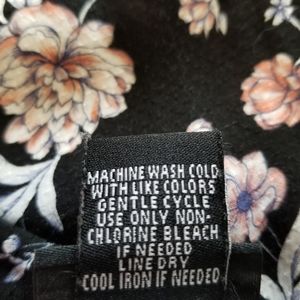 MACHINE WASH COLD
WITH LIKE COLORS
GENTLE CYCLE
USE ONLY NON-
CHLORINE BLEACH
IF NEEDED
LINE DRY
COOL IRON IF NEEDED